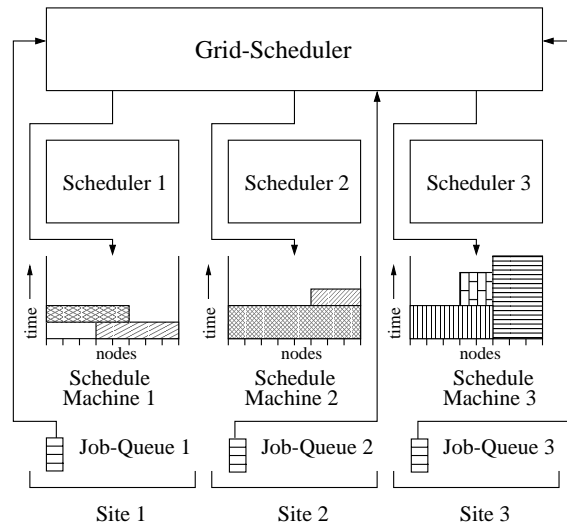 Grid-Scheduler
Scheduler 1
Scheduler 2
Scheduler 3
time
nodes
time
nodes
time
nodes
Schedule
Machine 1
Schedule
Machine 2
Schedule
Machine 3
Job-Queue 1
Job-Queue 2
Job-Queue 3
Site 1
Site 2
Site 3